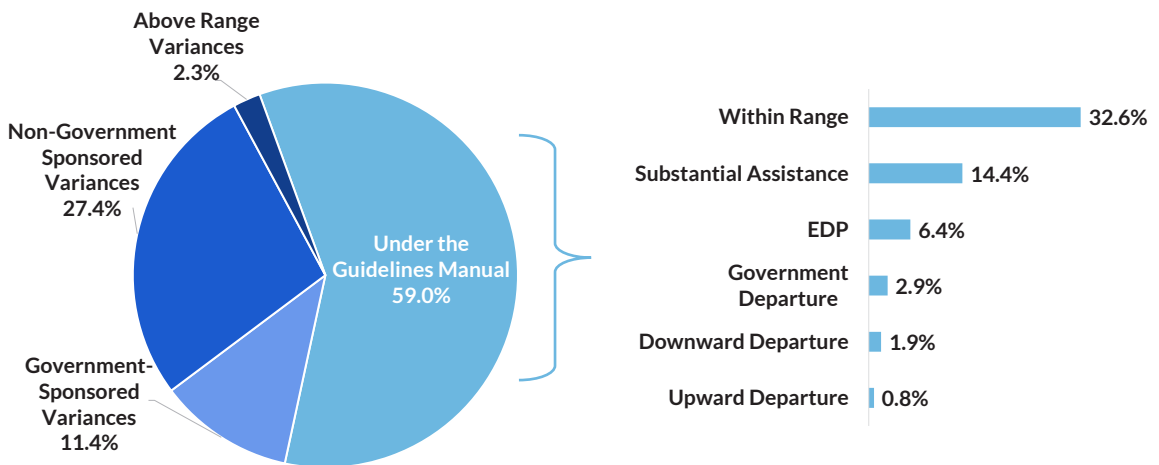 Above Range
Variances
2.3%
Non-Government
Sponsored
Variances
27.4%
Under the
Guidelines Manual
59.0%
Government-
Sponsored
Variances
11.4%
Within Range
32.6%
Substantial Assistance
14.4%
EDP
6.4%
Government
Departure
2.9%
Downward Departure
1.9%
Upward Departure
0.8%